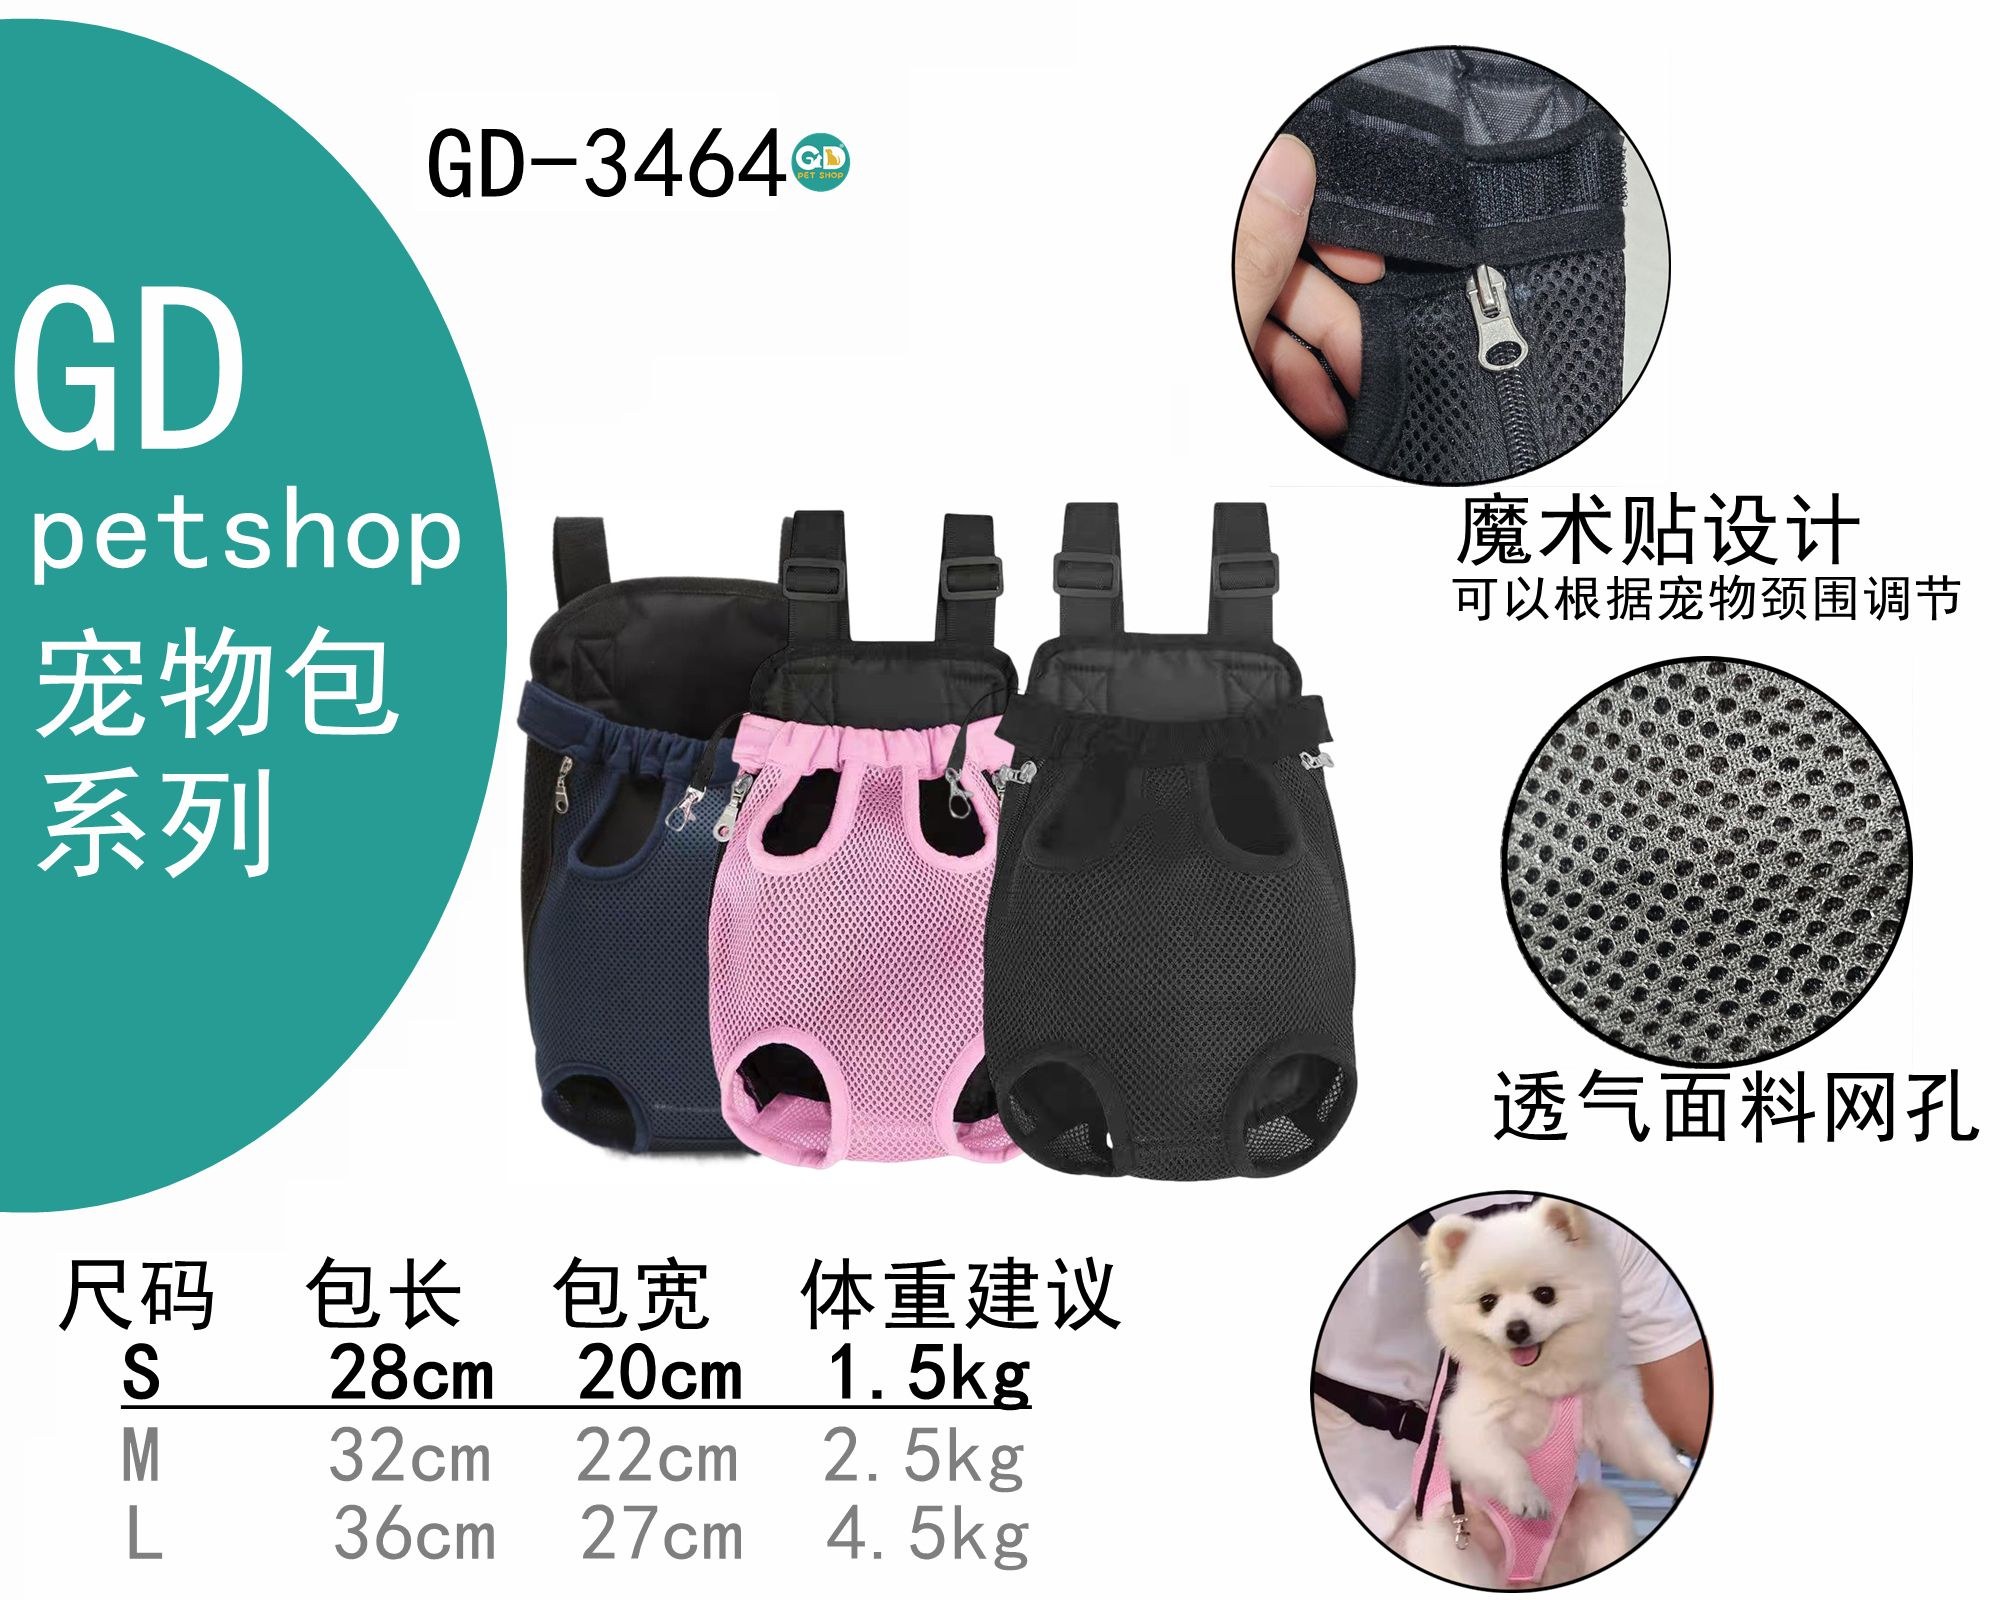 GD-3464
GD
PET SHOP
GD
petshop
宠物包
系列
魔术贴设计
可以根据宠物颈围调节
透气面料网孔
尺码 包长 包宽 体重建议
S 28cm 20cm 1.5kg
M 32cm 22cm 2.5kg
L 36cm 27cm 4.5kg